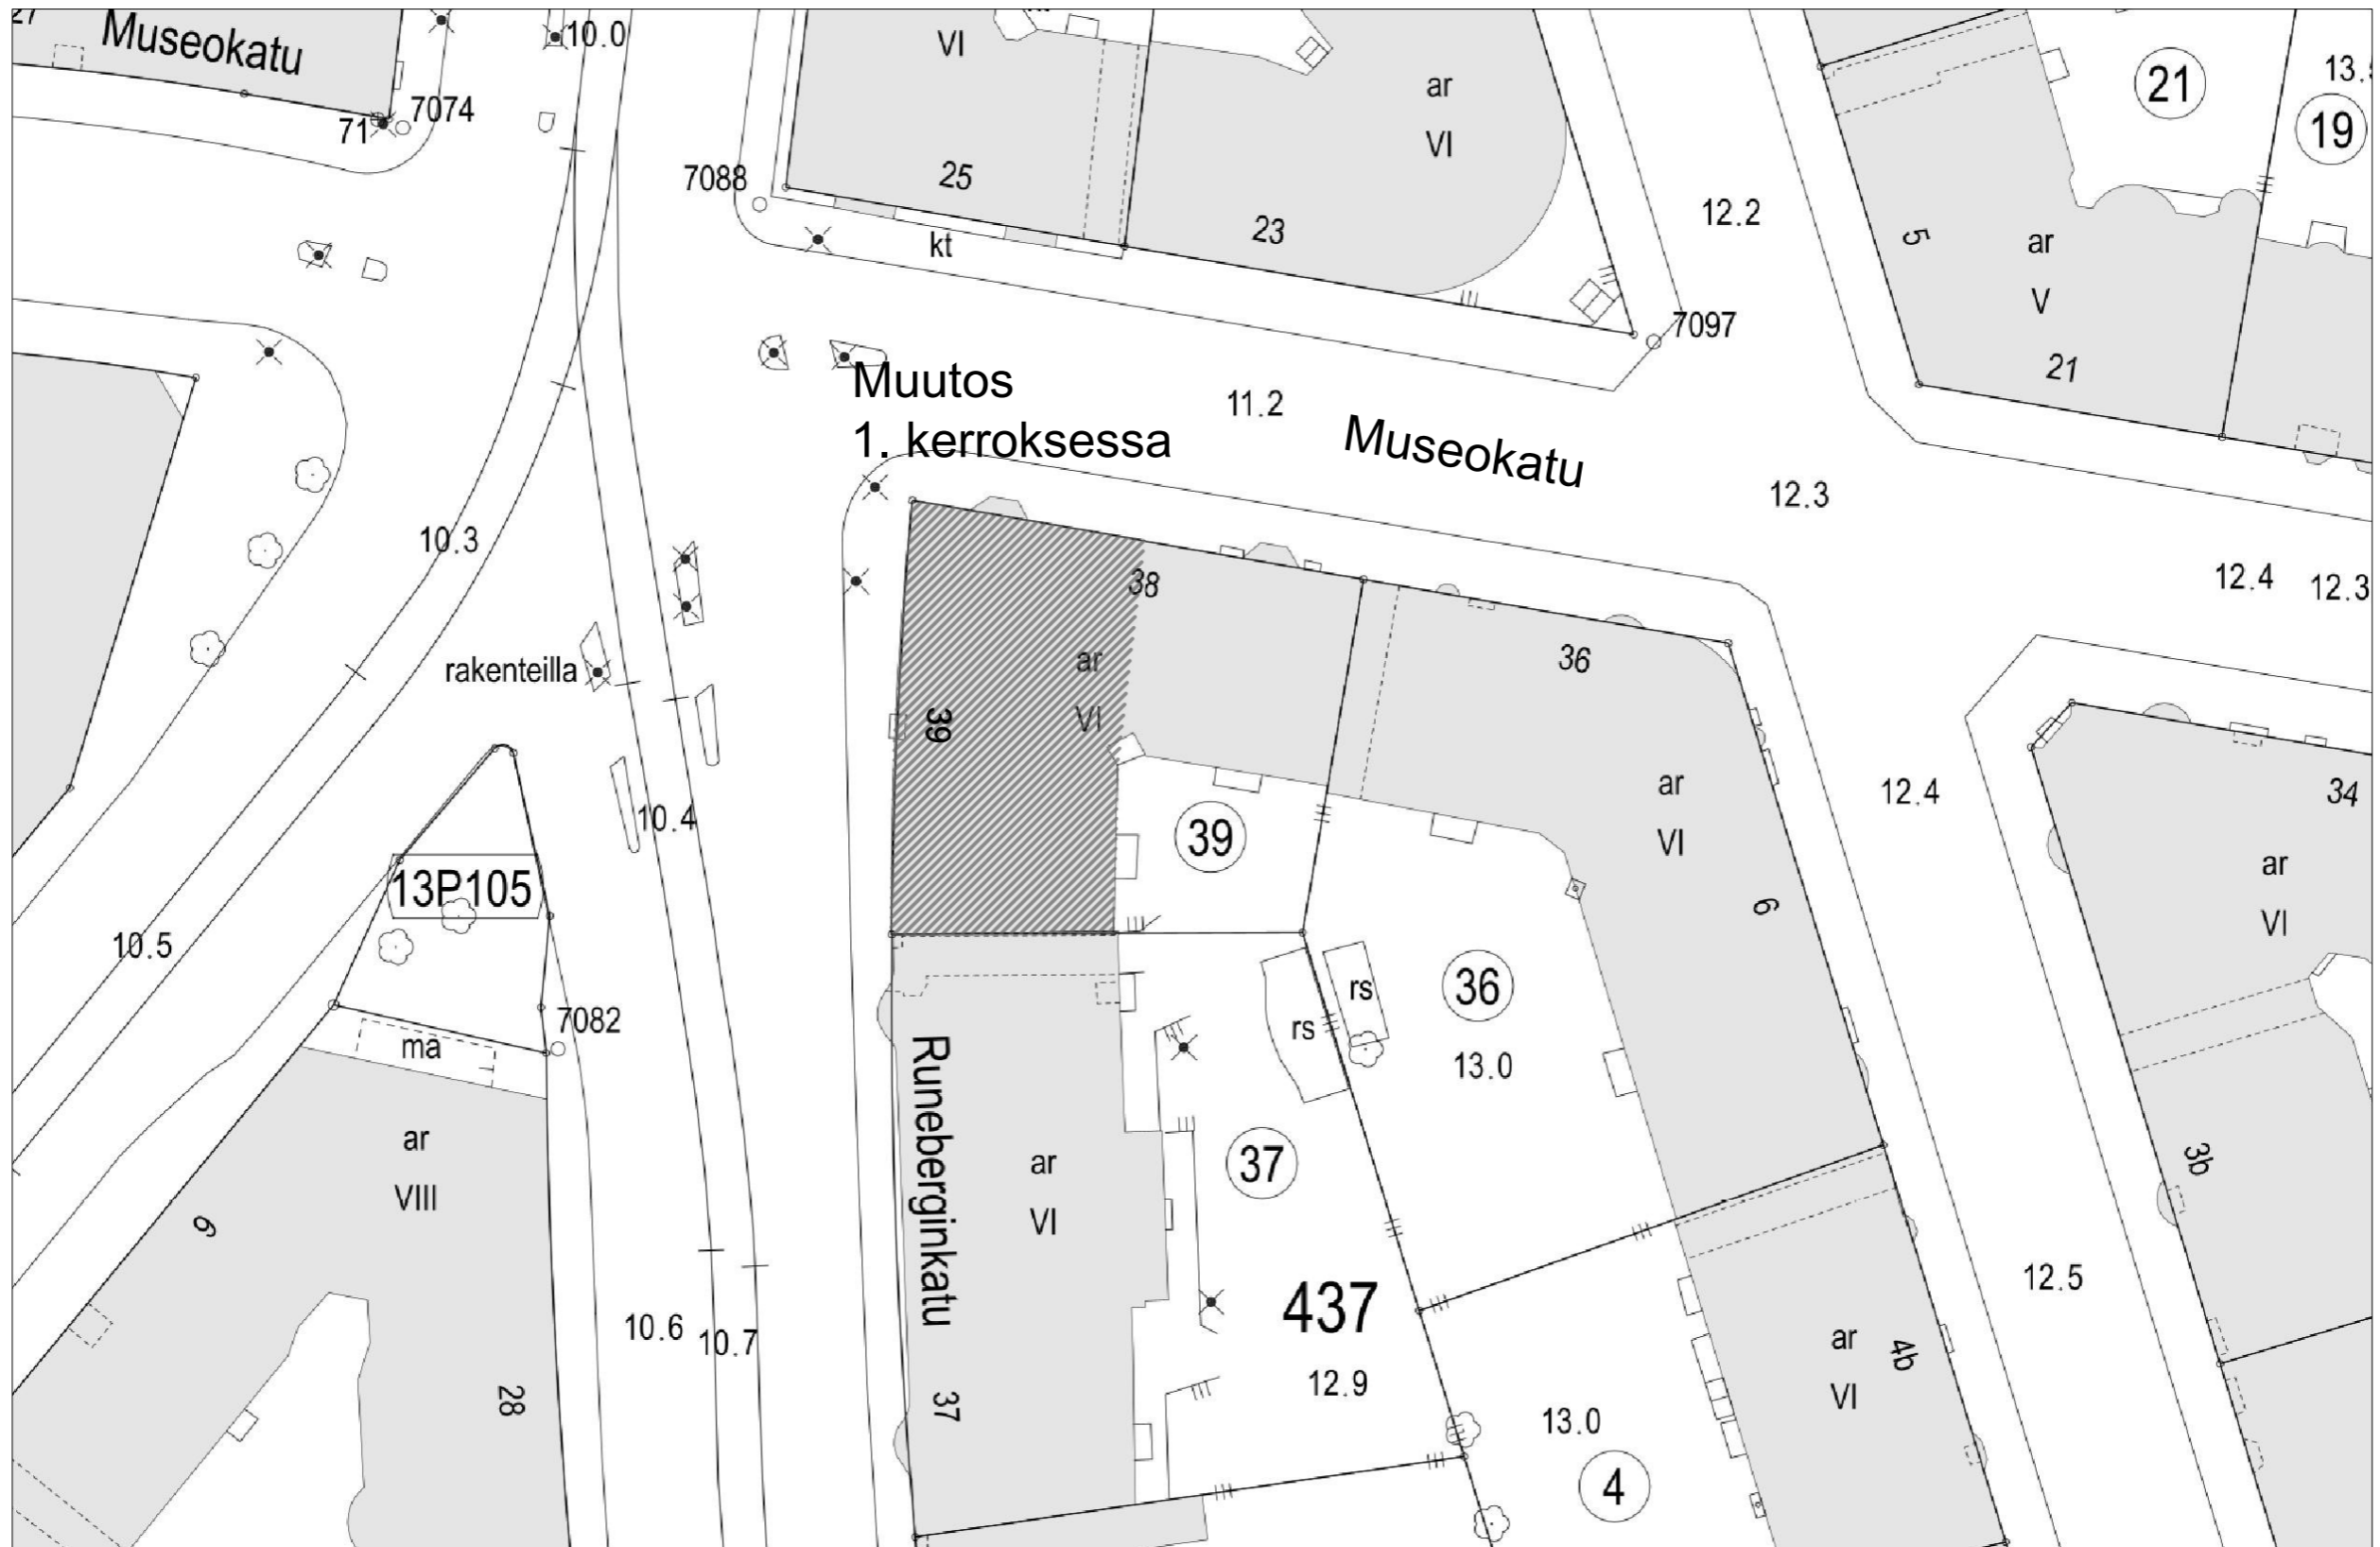 27
Museokatu
10.0
VI
ar
VI
21
13.
19
71
7074
7088
25
12.2
kt
23
5
ar
V
7097
21
Muutos
1. kerroksessa
11.2
Museokatu
12.3
10.3
12.4
12.3
38
rakenteilla
ar
VI
36
39
ar
VI
12.4
34
10.4
39
13P105
6
ar
VI
10.5
36
rs
rs
7082
ma
13.0
Runeberginkatu
ar
VIII
9
ar
VI
37
3b
437
12.5
10.6
10.7
12.9
ar
VI
4b
28
37
13.0
4